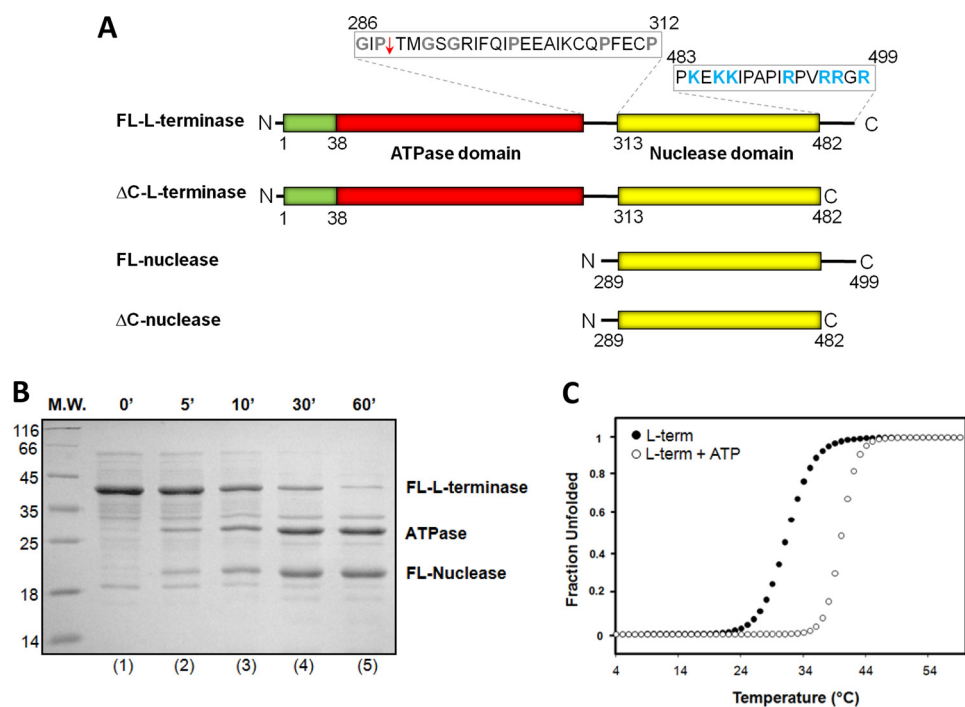 A
286 312
GIP↓TMGSGRIFQIPEEAIKCQPFECP
483 499
PKEKKIPAPIRPVRRGR
FL-L-terminase N C
1 38 ATPase domain 313 Nuclease domain 482
ΔC-L-terminase N C
1 38 313 482
FL-nuclease N C
289 499
ΔC-nuclease N C
289 482
B
M.W. 0' 5' 10' 30' 60'
116
66
45
FL-L-terminase
35
ATPase
25
FL-Nuclease
18
14
(1) (2) (3) (4) (5)
C
● L-term
○ L-term + ATP
Fraction Unfolded
1
0.8
0.6
0.4
0.2
0
4 14 24 34 44 54
Temperature (°C)